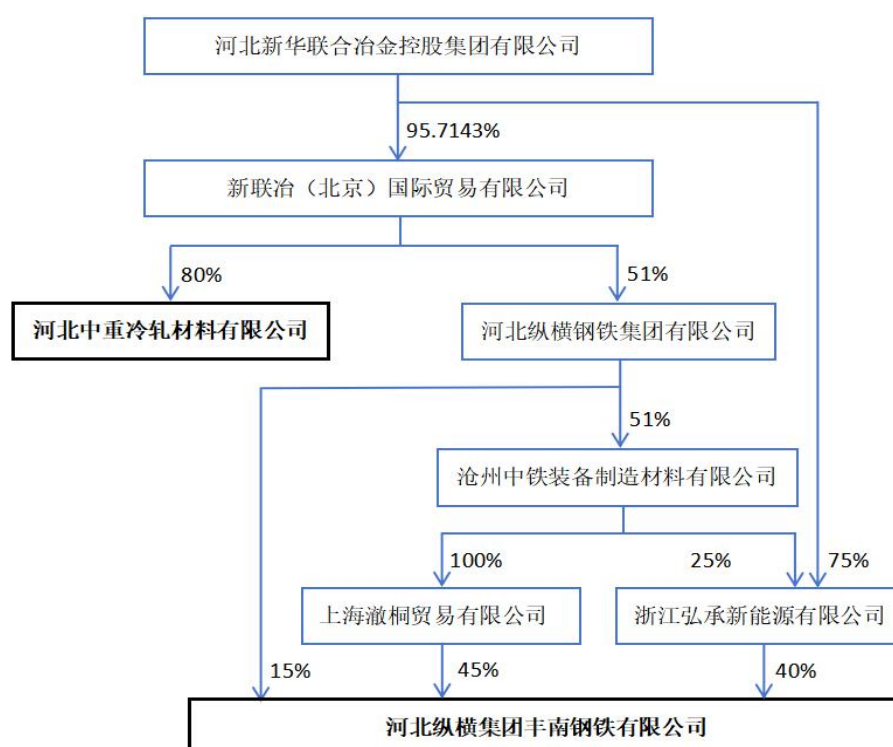 河北新华联合冶金控股集团有限公司
95.7143%
新联冶（北京）国际贸易有限公司
80%
51%
河北中重冷轧材料有限公司
河北纵横钢铁集团有限公司
51%
沧州中铁装备制造材料有限公司
100%
25%
75%
上海澈桐贸易有限公司
浙江弘承新能源有限公司
15%
45%
40%
河北纵横集团丰南钢铁有限公司